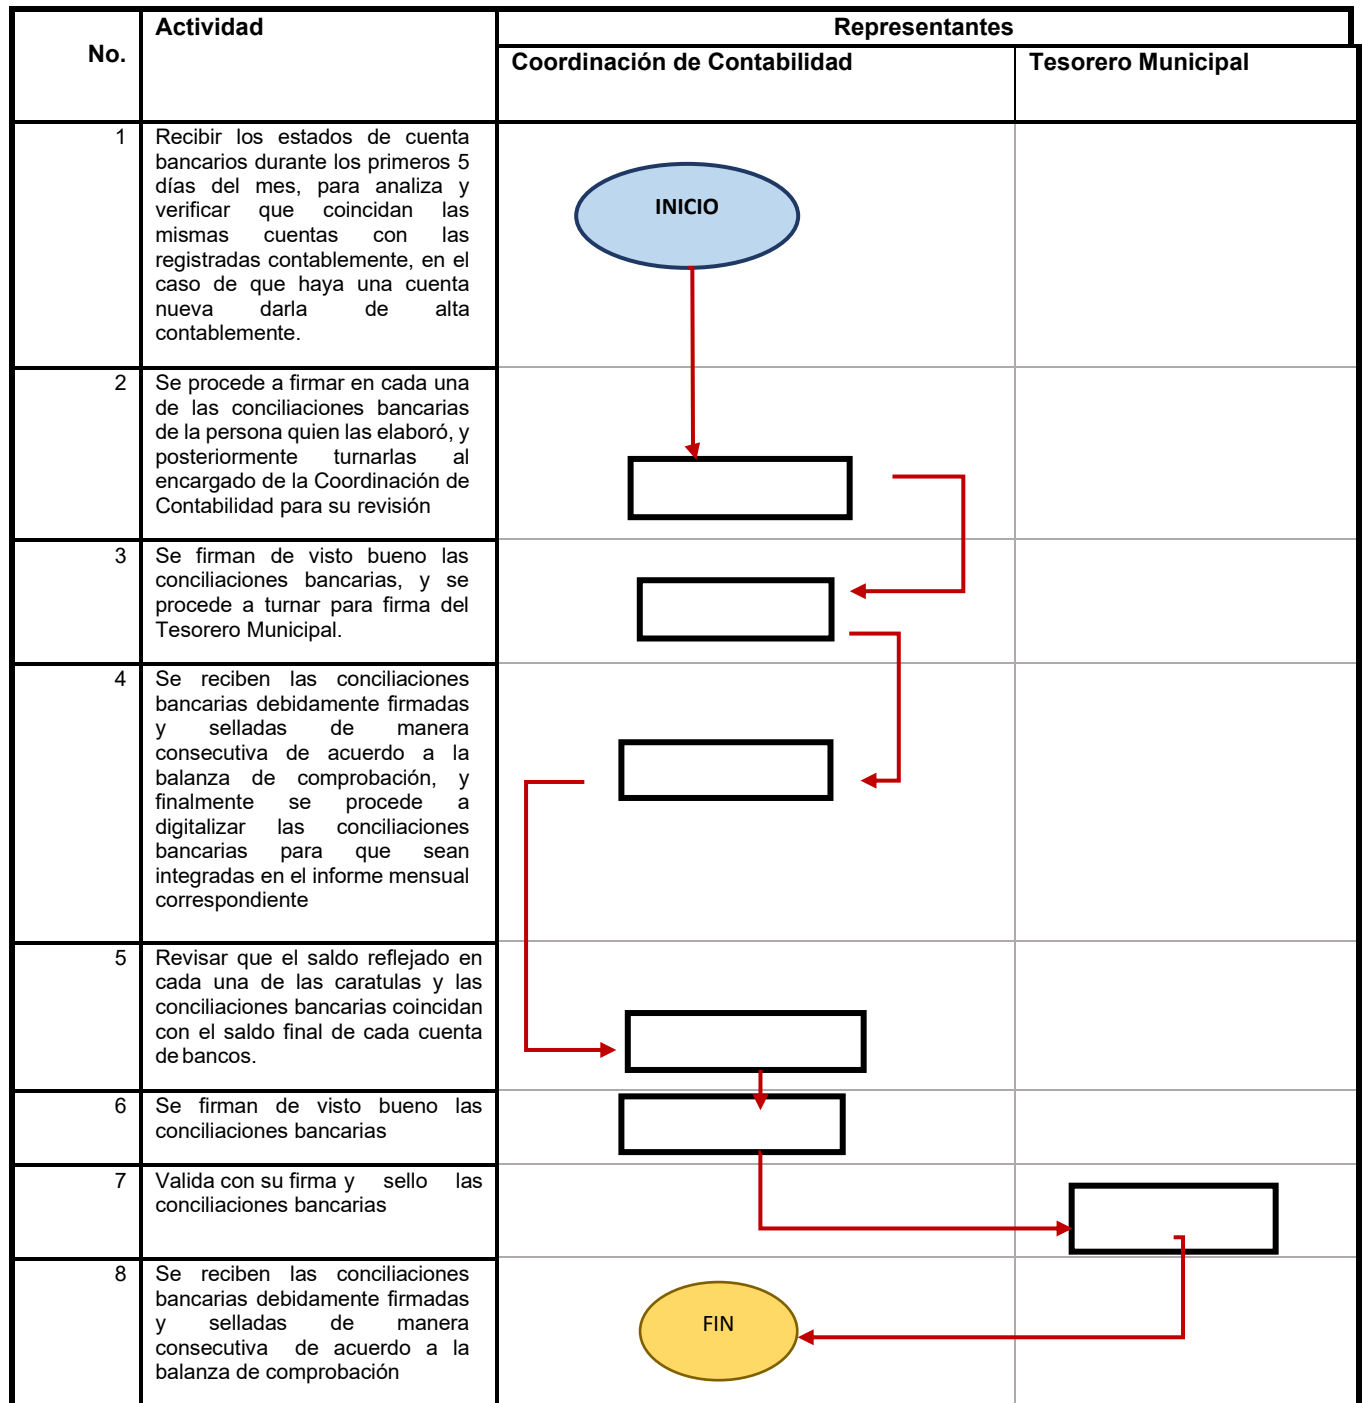 No.
Actividad
Representantes
Coordinación de Contabilidad
Tesorero Municipal
1
Recibir los estados de cuenta
bancarios durante los primeros 5
días del mes, para analiza y
verificar que coincidan las
mismas cuentas con las
registradas contablemente, en el
caso de que haya una cuenta
nueva darla de alta
contablemente.
INICIO
2
Se procede a firmar en cada una
de las conciliaciones bancarias
de la persona quien las elaboró, y
posteriormente turnarlas al
encargado de la Coordinación de
Contabilidad para su revisión
3
Se firman de visto bueno las
conciliaciones bancarias, y se
procede a turnar para firma del
Tesorero Municipal.
4
Se reciben las conciliaciones
bancarias debidamente firmadas
y selladas de manera
consecutiva de acuerdo a la
balanza de comprobación, y
finalmente se procede a
digitalizar las conciliaciones
bancarias para que sean
integradas en el informe mensual
correspondiente
5
Revisar que el saldo reflejado en
cada una de las caratulas y las
conciliaciones bancarias coincidan
con el saldo final de cada cuenta
de bancos.
6
Se firman de visto bueno las
conciliaciones bancarias
7
Valida con su firma y sello las
conciliaciones bancarias
8
Se reciben las conciliaciones
bancarias debidamente firmadas
y selladas de manera
consecutiva de acuerdo a la
balanza de comprobación
FIN